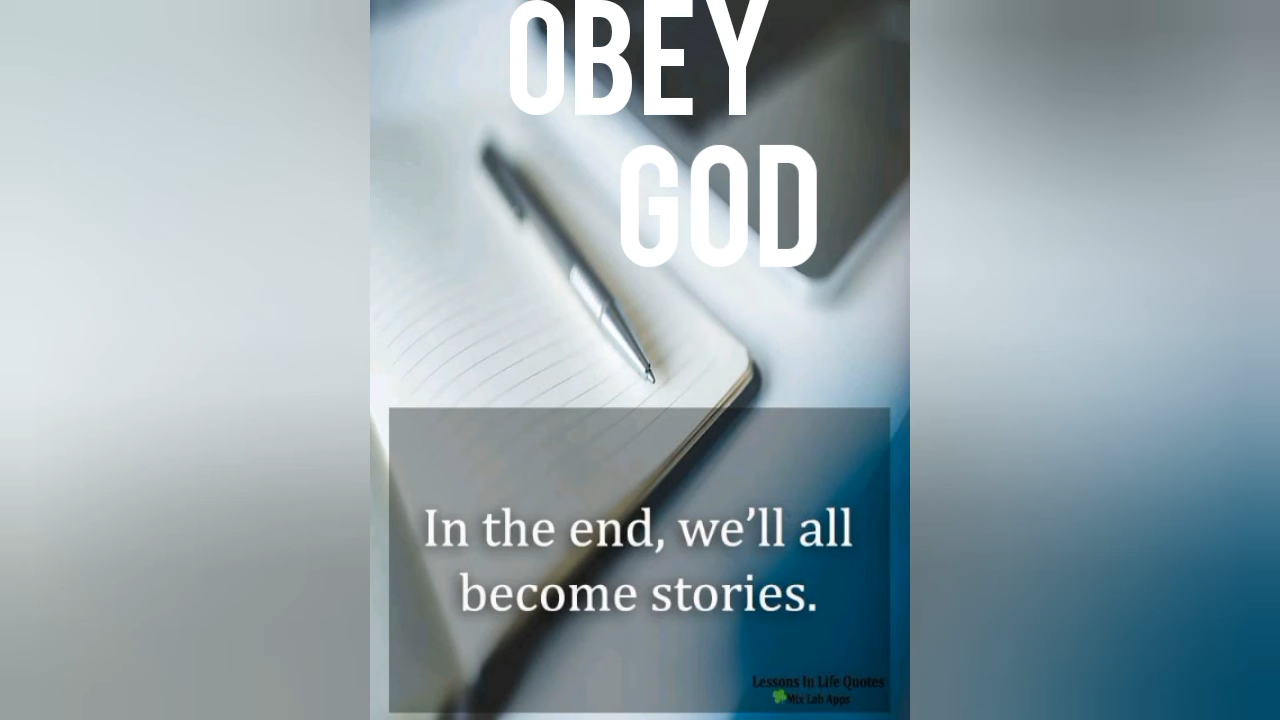 OBEY
GOD
In the end, we’ll all
become stories.
Lessons In Life Quotes
Mix Lab Apps